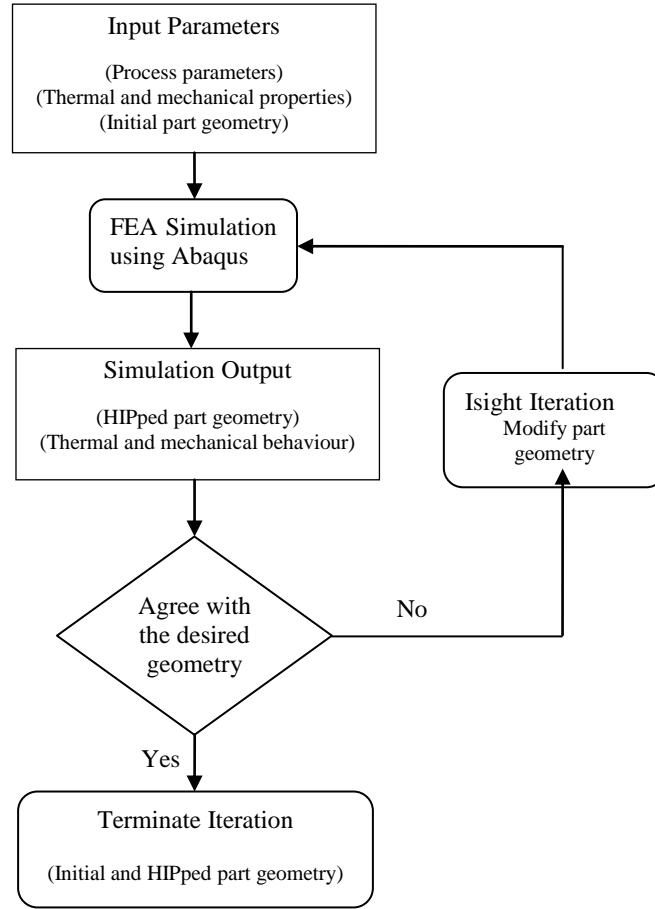 Input Parameters
(Process parameters)
(Thermal and mechanical properties)
(Initial part geometry)
FEA Simulation
using Abaqus
Simulation Output
(HIPped part geometry)
(Thermal and mechanical behaviour)
Isight Iteration
Modify part
geometry
Agree with
the desired
geometry
No
Yes
Terminate Iteration
(Initial and HIPped part geometry)